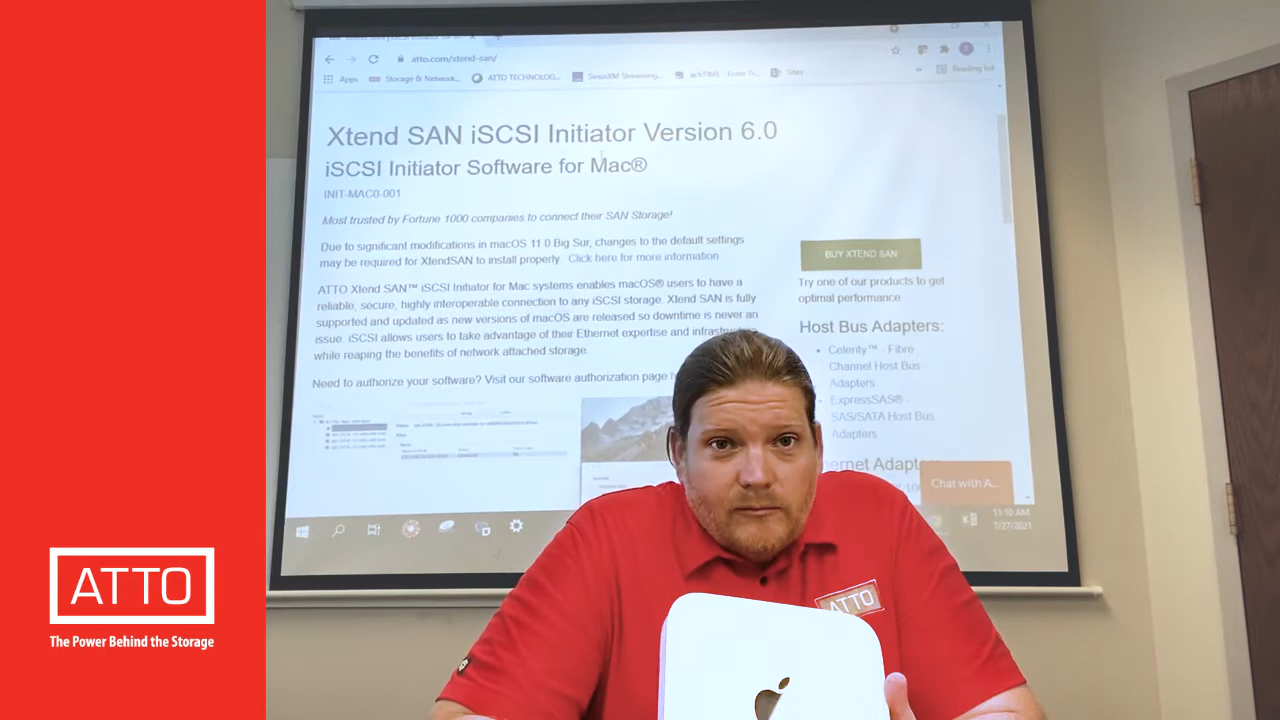 atto.com/xtend-san/
Apps
Storage & Network...
ATTO TECHNOLOG...
SiriusXM Streaming...
Sites
Reading list
Xtend SAN iSCSI Initiator Version 6.0
iSCSI Initiator Software for Mac®
INIT-MAC0-001
Most trusted by Fortune 1000 companies to connect their SAN Storage!
Due to significant modifications in macOS 11.0 Big Sur, changes to the default settings
may be required for XtendSAN to install properly. Click here for more information
ATTO Xtend SAN™ iSCSI Initiator for Mac systems enables macOS® users to have a
reliable, secure, highly interoperable connection to any iSCSI storage. Xtend SAN is fully
supported and updated as new versions of macOS are released so downtime is never an
issue. iSCSI allows users to take advantage of their Ethernet expertise and
while reaping the benefits of network attached storage.
Need to authorize your software? Visit our software authorization page
BUY XTEND SAN
Try one of our products to get
optimal performance
Host Bus Adapters:
Celerity™ - Fibre
Channel Host Bus
Adapters
ExpressSAS® -
SAS/SATA Host Bus
Adapters
Chat with A...
11:10 AM
7/27/2021
ATTO
ATTO
The Power Behind the Storage